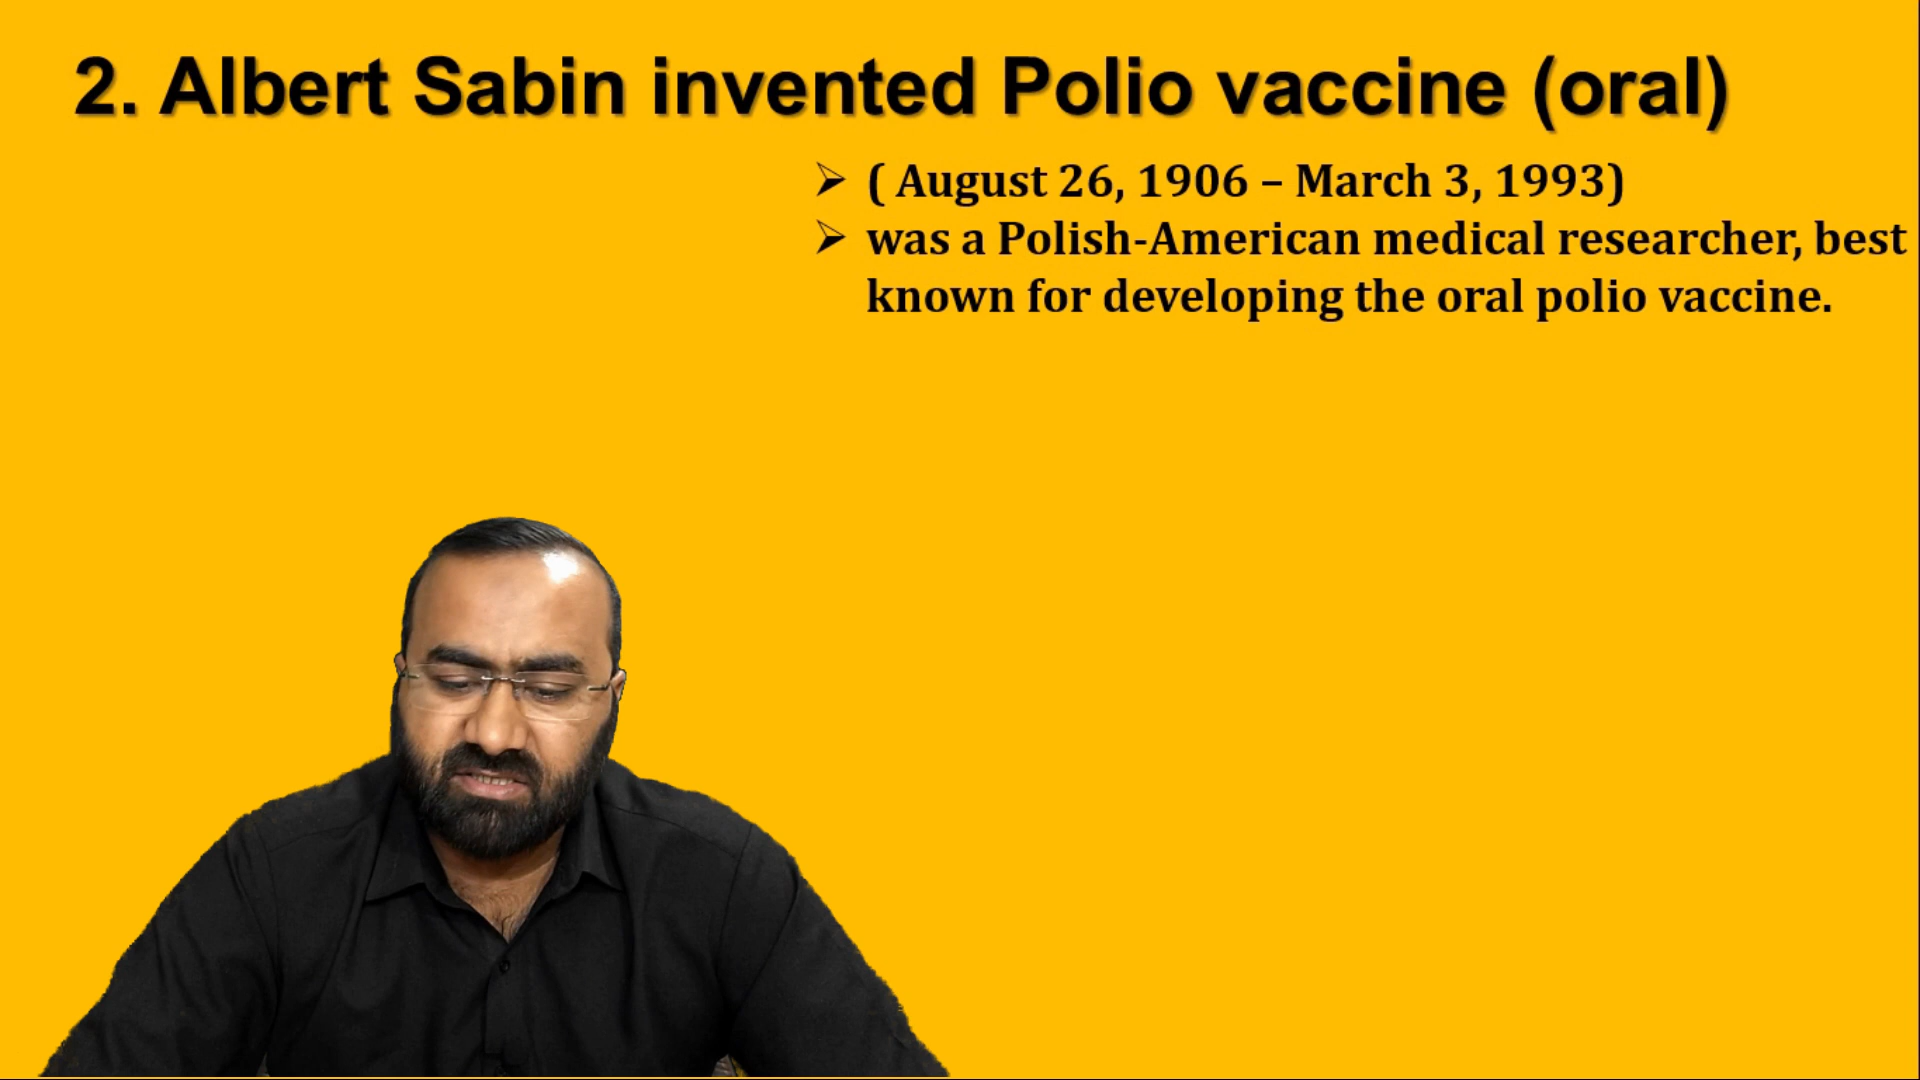 2. Albert Sabin invented Polio vaccine (oral)
➢ ( August 26, 1906 – March 3, 1993)
➢ was a Polish-American medical researcher, best
known for developing the oral polio vaccine.